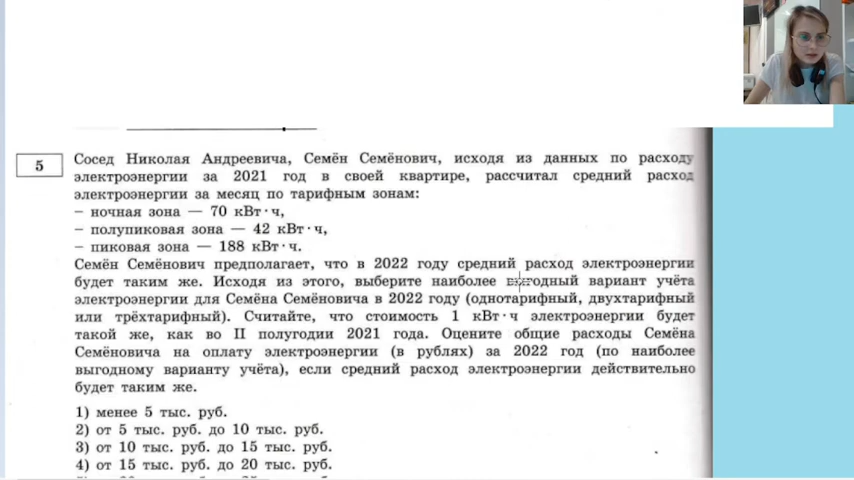 5
Сосед Николая Андреевича, Семён Семёнович, исходя из данных по расходу
электроэнергии за 2021 год в своей квартире, рассчитал средний расход
электроэнергии за месяц по тарифным зонам:
– ночная зона — 70 кВт·ч,
– полупиковая зона — 42 кВт·ч,
– пиковая зона — 188 кВт·ч.
Семён Семёнович предполагает, что в 2022 году средний расход электроэнергии
будет таким же. Исходя из этого, выберите наиболее выгодный вариант учёта
электроэнергии для Семёна Семёновича в 2022 году (однотарифный, двухтарифный
или трёхтарифный). Считайте, что стоимость 1 кВт·ч электроэнергии будет
такой же, как во II полугодии 2021 года. Оцените общие расходы Семёна
Семёновича на оплату электроэнергии (в рублях) за 2022 год (по наиболее
выгодному варианту учёта), если средний расход электроэнергии действительно
будет таким же.
1) менее 5 тыс. руб.
2) от 5 тыс. руб. до 10 тыс. руб.
3) от 10 тыс. руб. до 15 тыс. руб.
4) от 15 тыс. руб. до 20 тыс. руб.